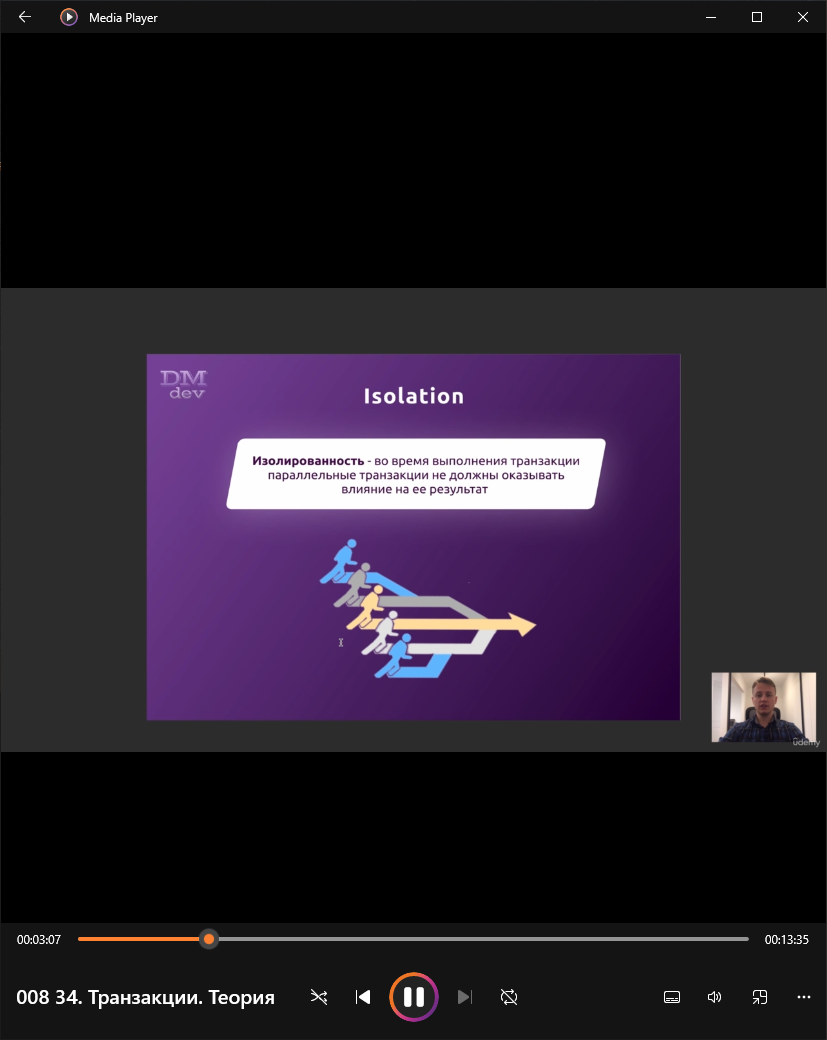 Media Player
DM
dev
Isolation
Изолированность - во время выполнения транзакции
параллельные транзакции не должны оказывать
влияние на ее результат
ûdemy
00:03:07
00:13:35
008 34. Транзакции. Теория